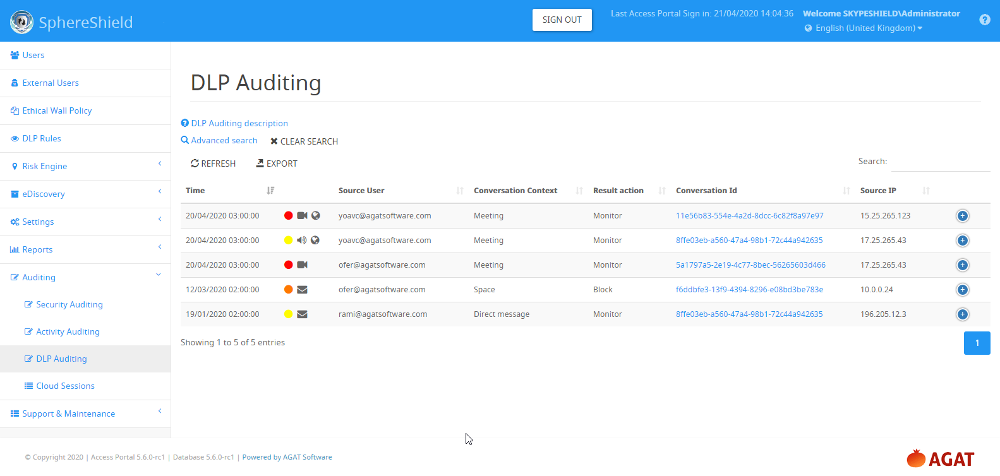 SphereShield
SIGN OUT
Last Access Portal Sign in: 21/04/2020 14:04:36
Welcome SKYPESHIELD\Administrator
English (United Kingdom)
Users
External Users
Ethical Wall Policy
DLP Rules
Risk Engine
eDiscovery
Settings
Reports
Auditing
Security Auditing
Activity Auditing
DLP Auditing
Cloud Sessions
Support & Maintenance
DLP Auditing
DLP Auditing description
Advanced search CLEAR SEARCH
REFRESH EXPORT Search:
Time Source User Conversation Context Result action Conversation Id Source IP
20/04/2020 03:00:00 yoavc@agatsoftware.com Meeting Monitor 11e56b83-554e-4a2d-8dcc-6c82f8a97e97 15.25.265.123
20/04/2020 03:00:00 yoavc@agatsoftware.com Meeting Monitor 8ffe03eb-a560-47a4-98b1-72c44a942635 17.25.265.43
20/04/2020 03:00:00 ofer@agatsoftware.com Meeting Monitor 5a1797a5-2e19-4c77-8bec-56265603d466 17.25.265.43
12/03/2020 02:00:00 ofer@agatsoftware.com Space Block f6ddbfe3-13f9-4394-8296-e08bd3be783e 10.0.0.24
19/01/2020 02:00:00 rami@agatsoftware.com Direct message Monitor 8ffe03eb-a560-47a4-98b1-72c44a942635 196.205.12.3
Showing 1 to 5 of 5 entries 1
© Copyright 2020 | Access Portal 5.6.0-rc1 | Database 5.6.0-rc1 | Powered by AGAT Software
AGAT